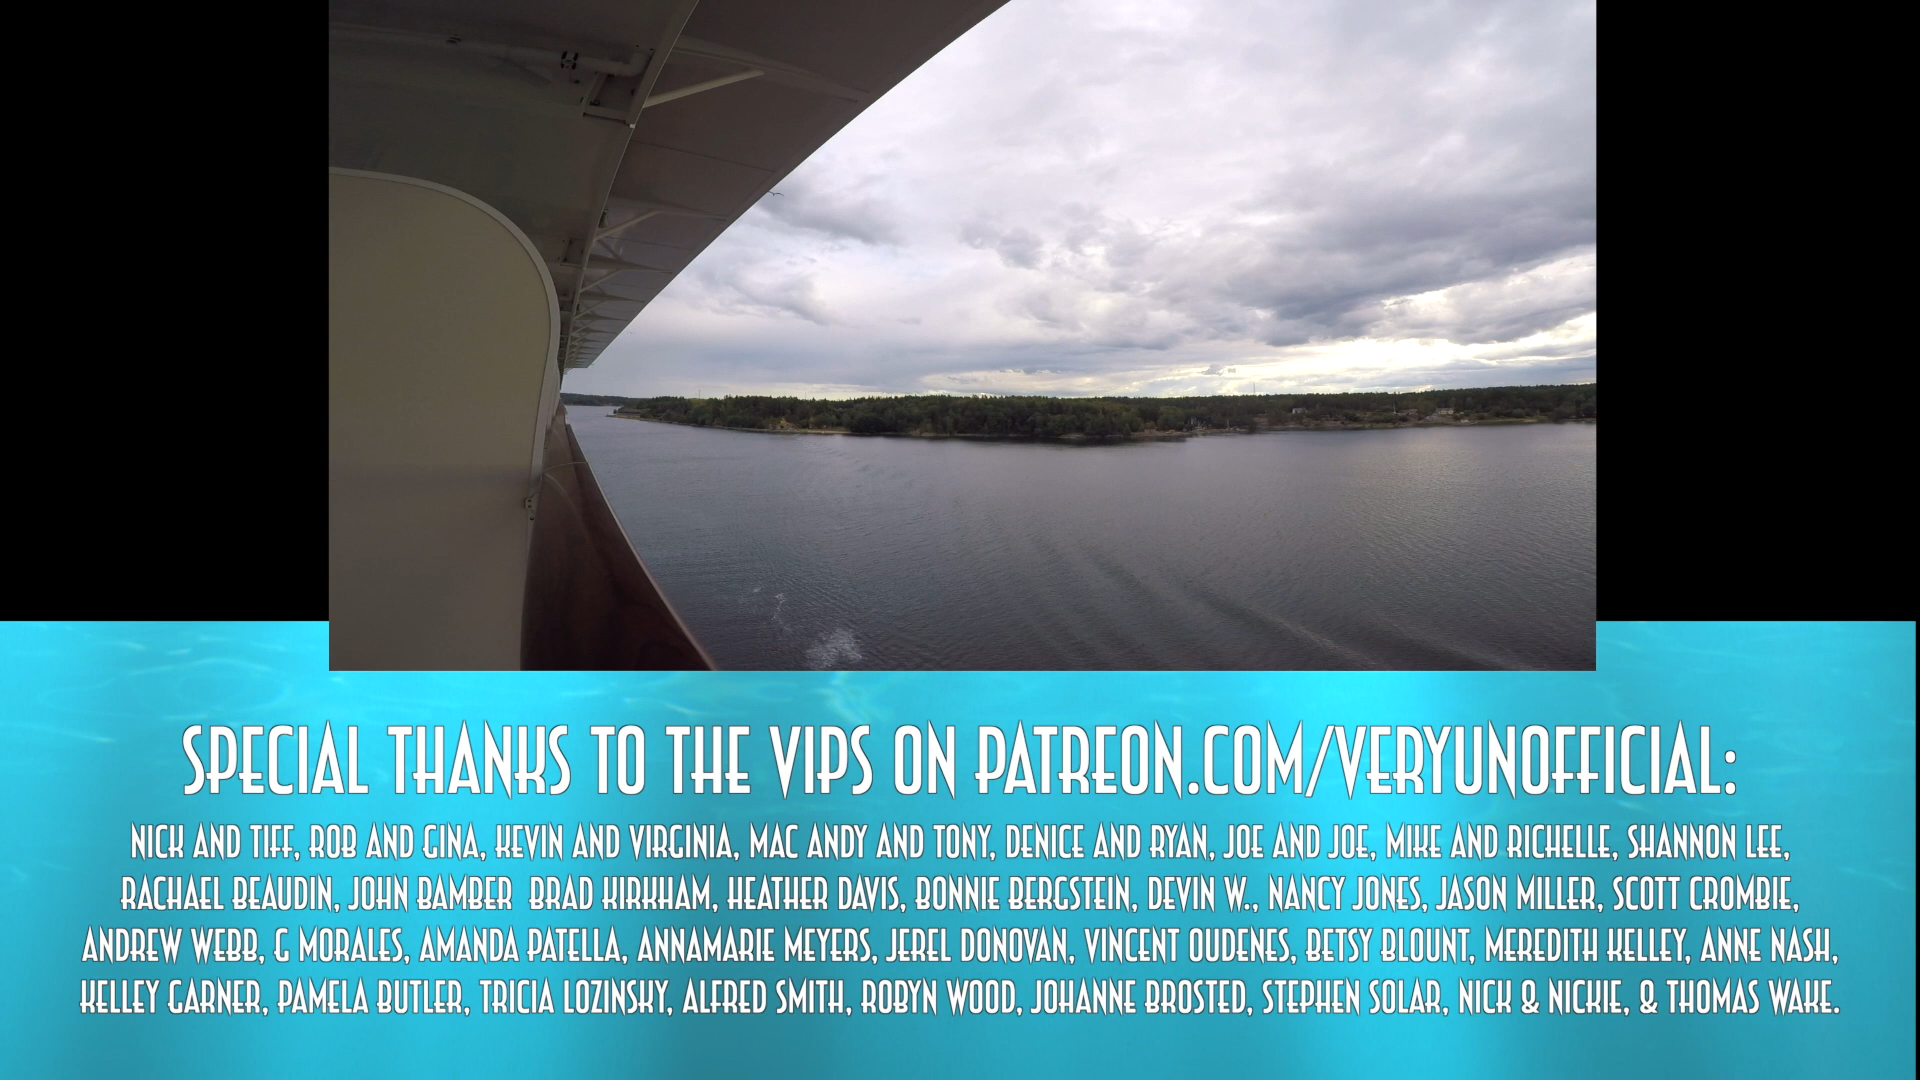 SPECIAL THANKS TO THE VIPS ON PATREON.COM/VERYUNOFFICIAL:
NICK AND TIFF, ROB AND GINA, KEVIN AND VIRGINIA, MAC ANDY AND TONY, DENICE AND RYAN, JOE AND JOE, MIKE AND RICHELLE, SHANNON LEE,
RACHAEL BEAUDIN, JOHN BAMBER BRAD KIRKHAM, HEATHER DAVIS, BONNIE BERGSTEIN, DEVIN W., NANCY JONES, JASON MILLER, SCOTT CROMBIE,
ANDREW WEBB, G MORALES, AMANDA PATELLA, ANNAMARIE MEYERS, JEREL DONOVAN, VINCENT OUDENES, BETSY BLOUNT, MEREDITH KELLEY, ANNE NASH,
KELLEY GARNER, PAMELA BUTLER, TRICIA LOZINSKY, ALFRED SMITH, ROBYN WOOD, JOHANNE BROSTED, STEPHEN SOLAR, NICK & NICKIE, & THOMAS WAKE.